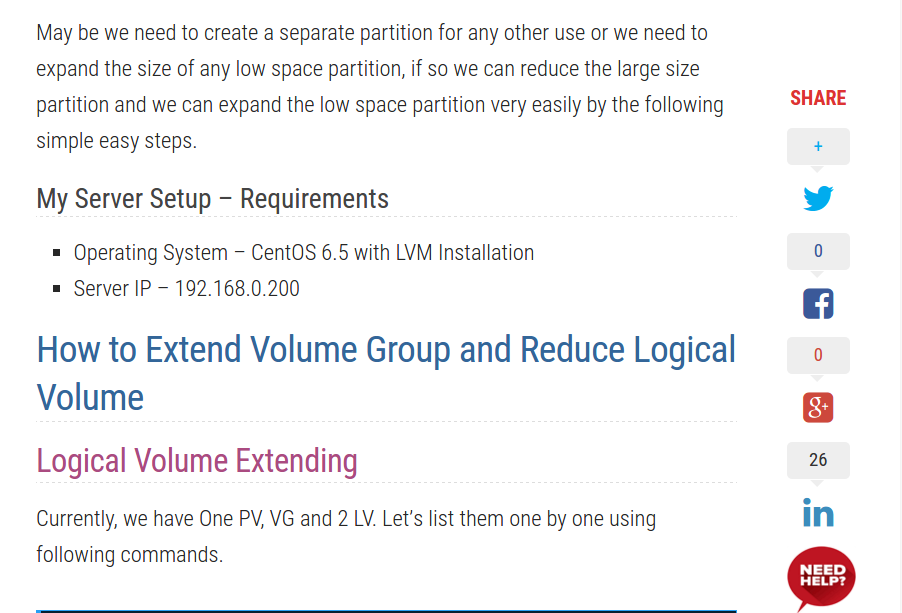 May be we need to create a separate partition for any other use or we need to
expand the size of any low space partition, if so we can reduce the large size
partition and we can expand the low space partition very easily by the following
simple easy steps.
My Server Setup – Requirements
Operating System – CentOS 6.5 with LVM Installation
Server IP – 192.168.0.200
How to Extend Volume Group and Reduce Logical
Volume
Logical Volume Extending
Currently, we have One PV, VG and 2 LV. Let’s list them one by one using
following commands.
SHARE
+
0
0
g+
26
in
NEED
HELP?